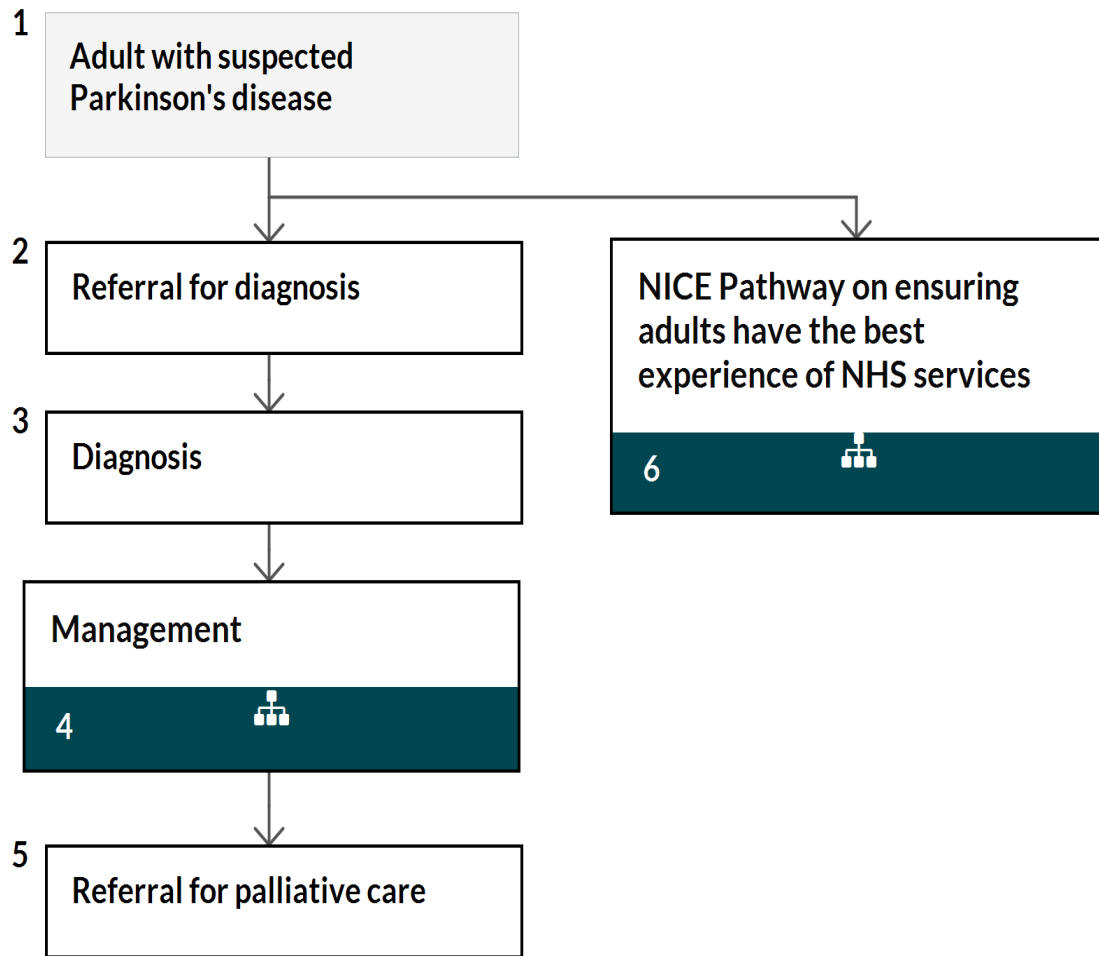 1
Adult with suspected
Parkinson's disease
2
Referral for diagnosis
NICE Pathway on ensuring
adults have the best
experience of NHS services
6
3
Diagnosis
Management
4
5
Referral for palliative care